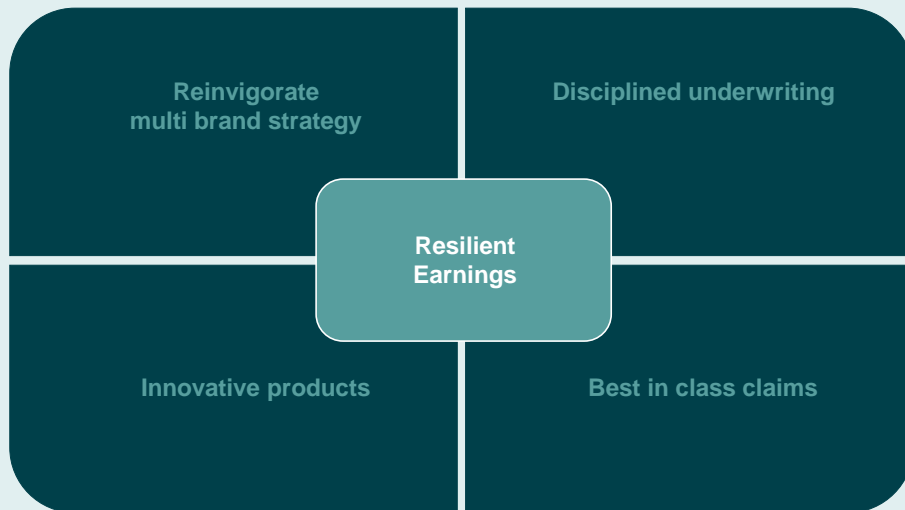 Reinvigorate
multi brand strategy
Disciplined underwriting
Resilient
Earnings
Innovative products
Best in class claims